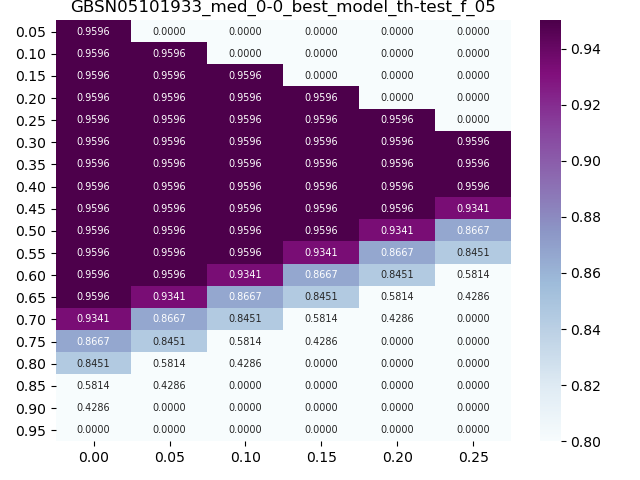 GBSN05101933_med_0-0_best_model_th-test_f_05
0.05 0.9596 0.0000 0.0000 0.0000 0.0000 0.0000
0.10 0.9596 0.9596 0.0000 0.0000 0.0000 0.0000
0.15 0.9596 0.9596 0.9596 0.0000 0.0000 0.0000
0.20 0.9596 0.9596 0.9596 0.9596 0.0000 0.0000
0.25 0.9596 0.9596 0.9596 0.9596 0.9596 0.0000
0.30 0.9596 0.9596 0.9596 0.9596 0.9596 0.9596
0.35 0.9596 0.9596 0.9596 0.9596 0.9596 0.9596
0.40 0.9596 0.9596 0.9596 0.9596 0.9596 0.9596
0.45 0.9596 0.9596 0.9596 0.9596 0.9596 0.9341
0.50 0.9596 0.9596 0.9596 0.9596 0.9341 0.8667
0.55 0.9596 0.9596 0.9596 0.9341 0.8667 0.8451
0.60 0.9596 0.9596 0.9341 0.8667 0.8451 0.5814
0.65 0.9596 0.9341 0.8667 0.8451 0.5814 0.4286
0.70 0.9341 0.8667 0.8451 0.5814 0.4286 0.0000
0.75 0.8667 0.8451 0.5814 0.4286 0.0000 0.0000
0.80 0.8451 0.5814 0.4286 0.0000 0.0000 0.0000
0.85 0.5814 0.4286 0.0000 0.0000 0.0000 0.0000
0.90 0.4286 0.0000 0.0000 0.0000 0.0000 0.0000
0.95 0.0000 0.0000 0.0000 0.0000 0.0000 0.0000
0.00 0.05 0.10 0.15 0.20 0.25
0.94
0.92
0.90
0.88
0.86
0.84
0.82
0.80